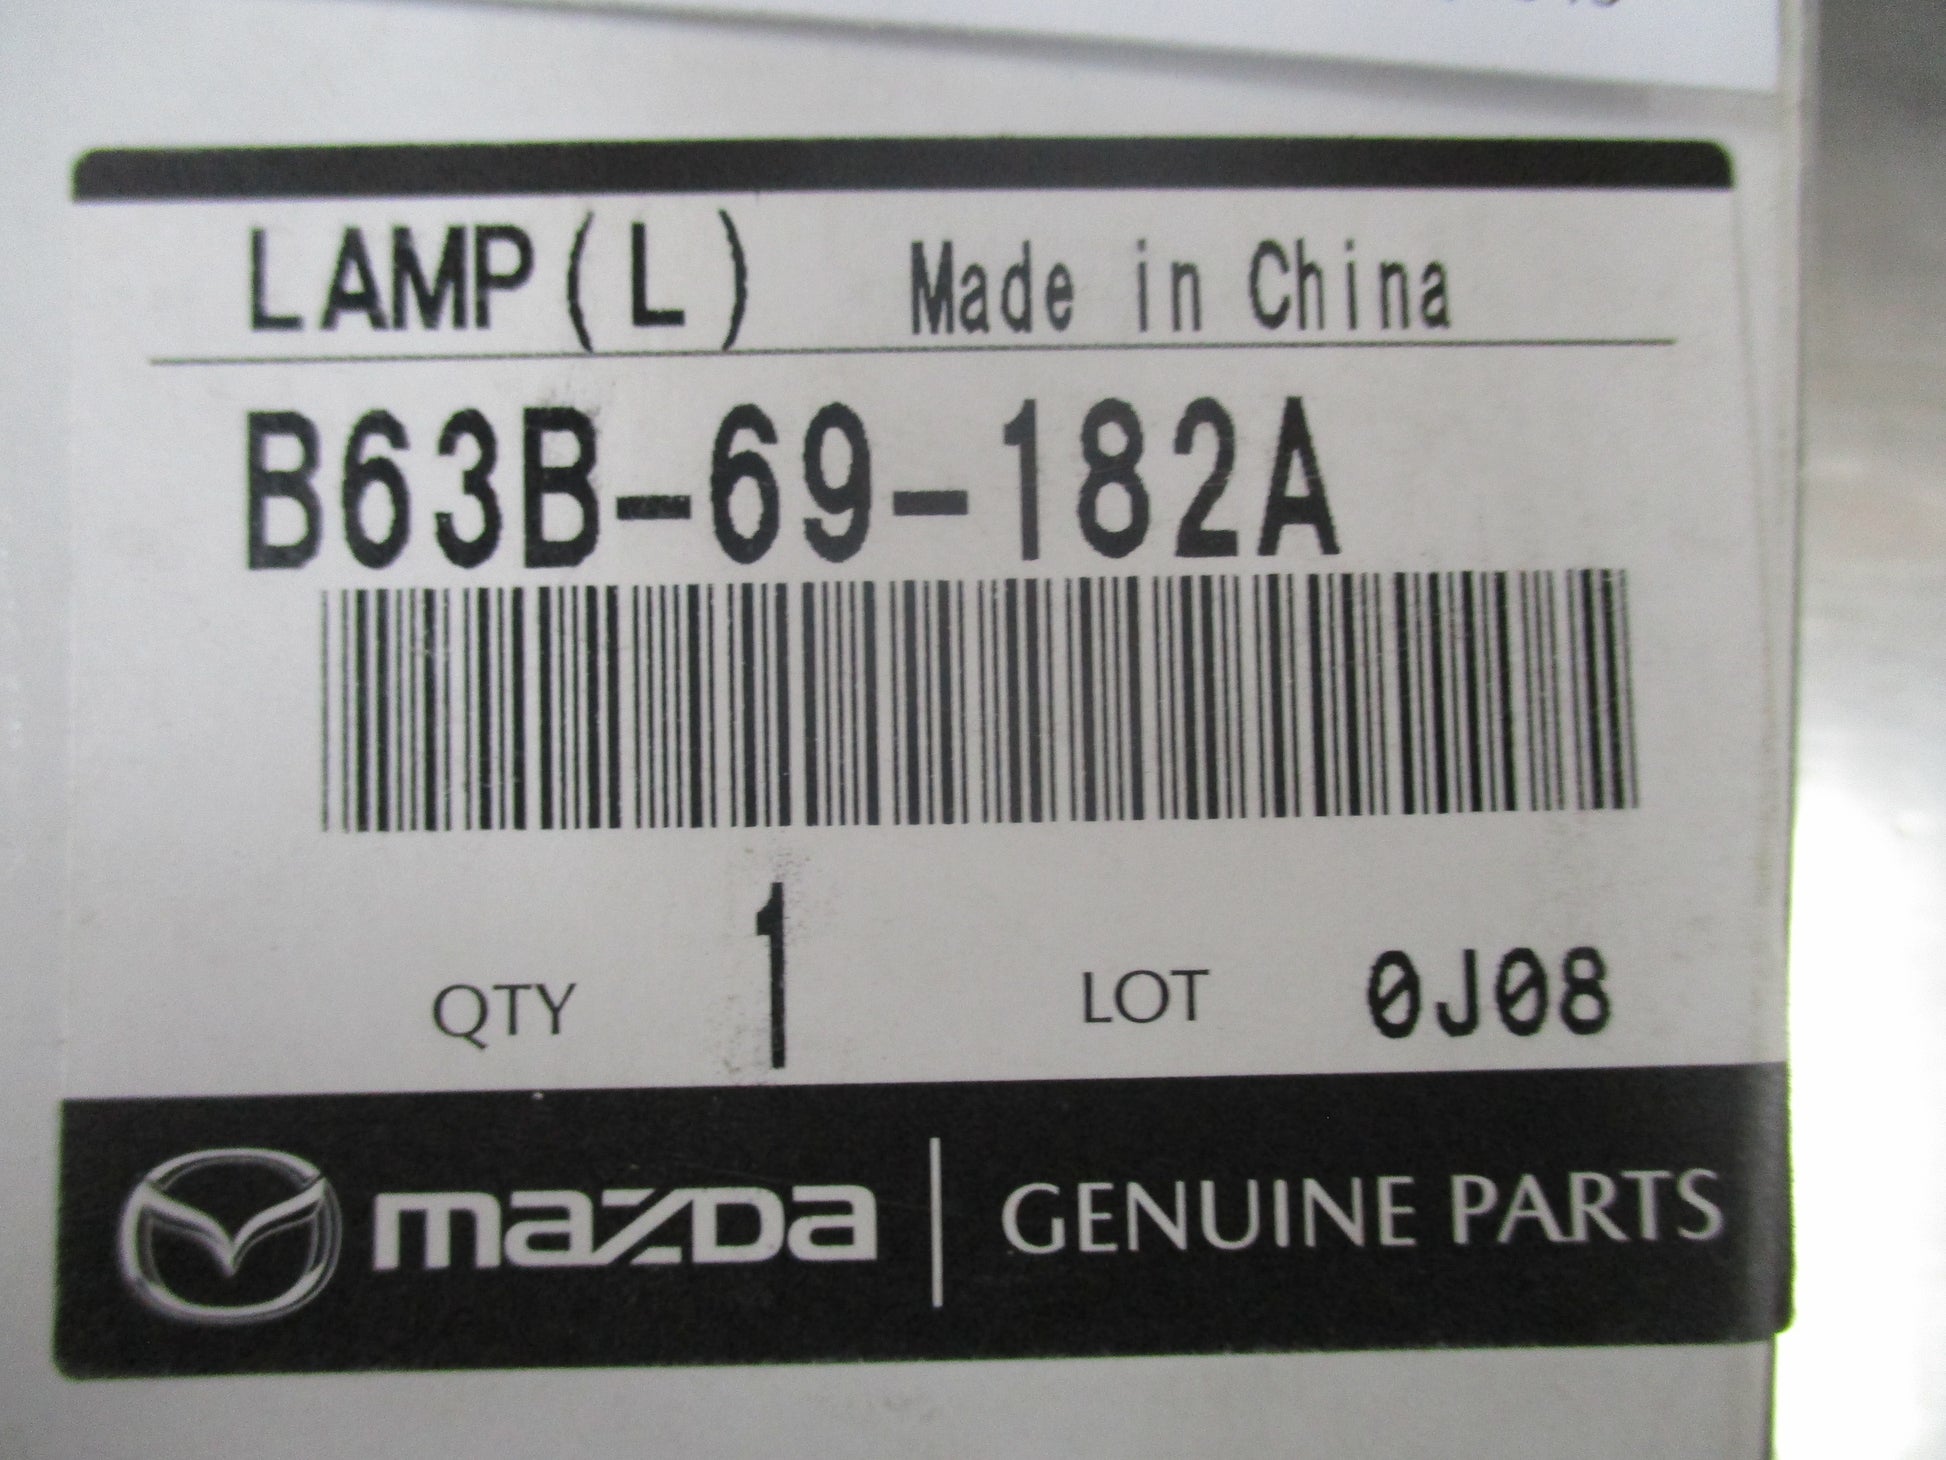 LAMP(L) Made in China
B63B-69-182A
QTY 1 LOT 0J08
mazda GENUINE PARTS